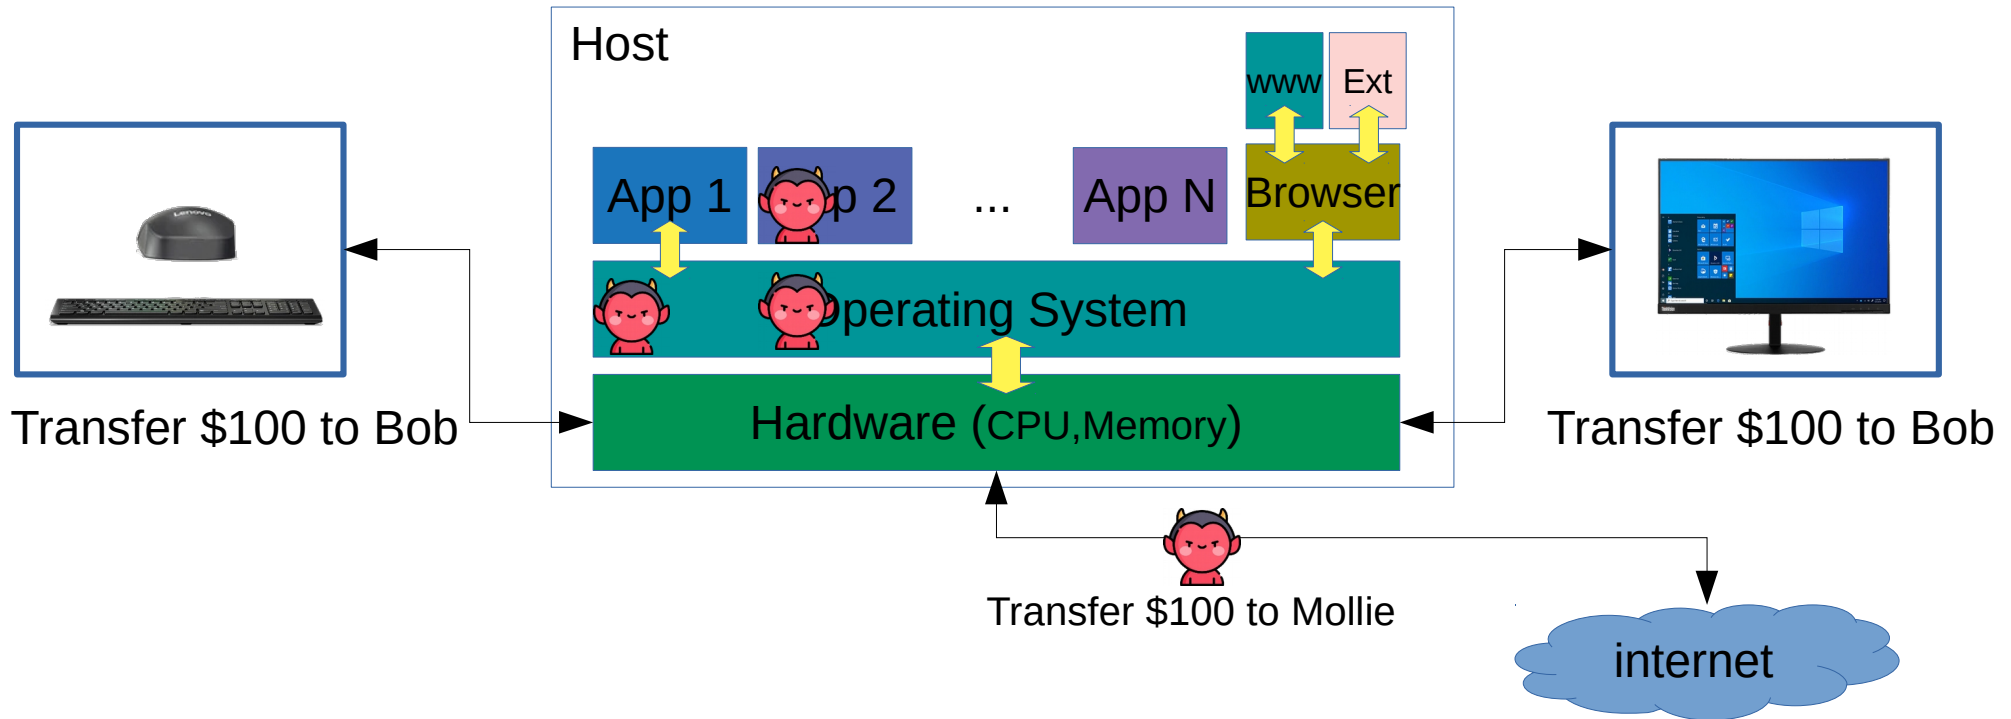 Host
www
Ext
App 1
p 2
...
App N
Browser
Lenovo
perating System
Hardware (CPU,Memory)
Transfer $100 to Bob
Transfer $100 to Bob
Transfer $100 to Mollie
internet